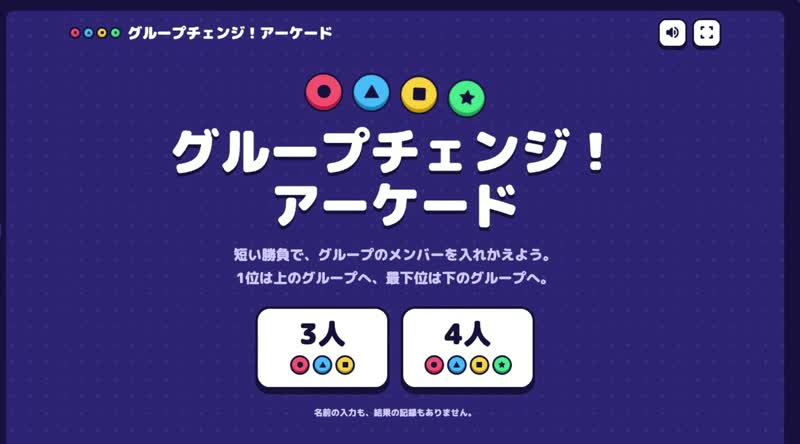 グループチェンジ！アーケード
グループチェンジ！
アーケード
短い勝負で、グループのメンバーを入れかえよう。
1位は上のグループへ、最下位は下のグループへ。
3人
4人
名前の入力も、結果の記録もありません。